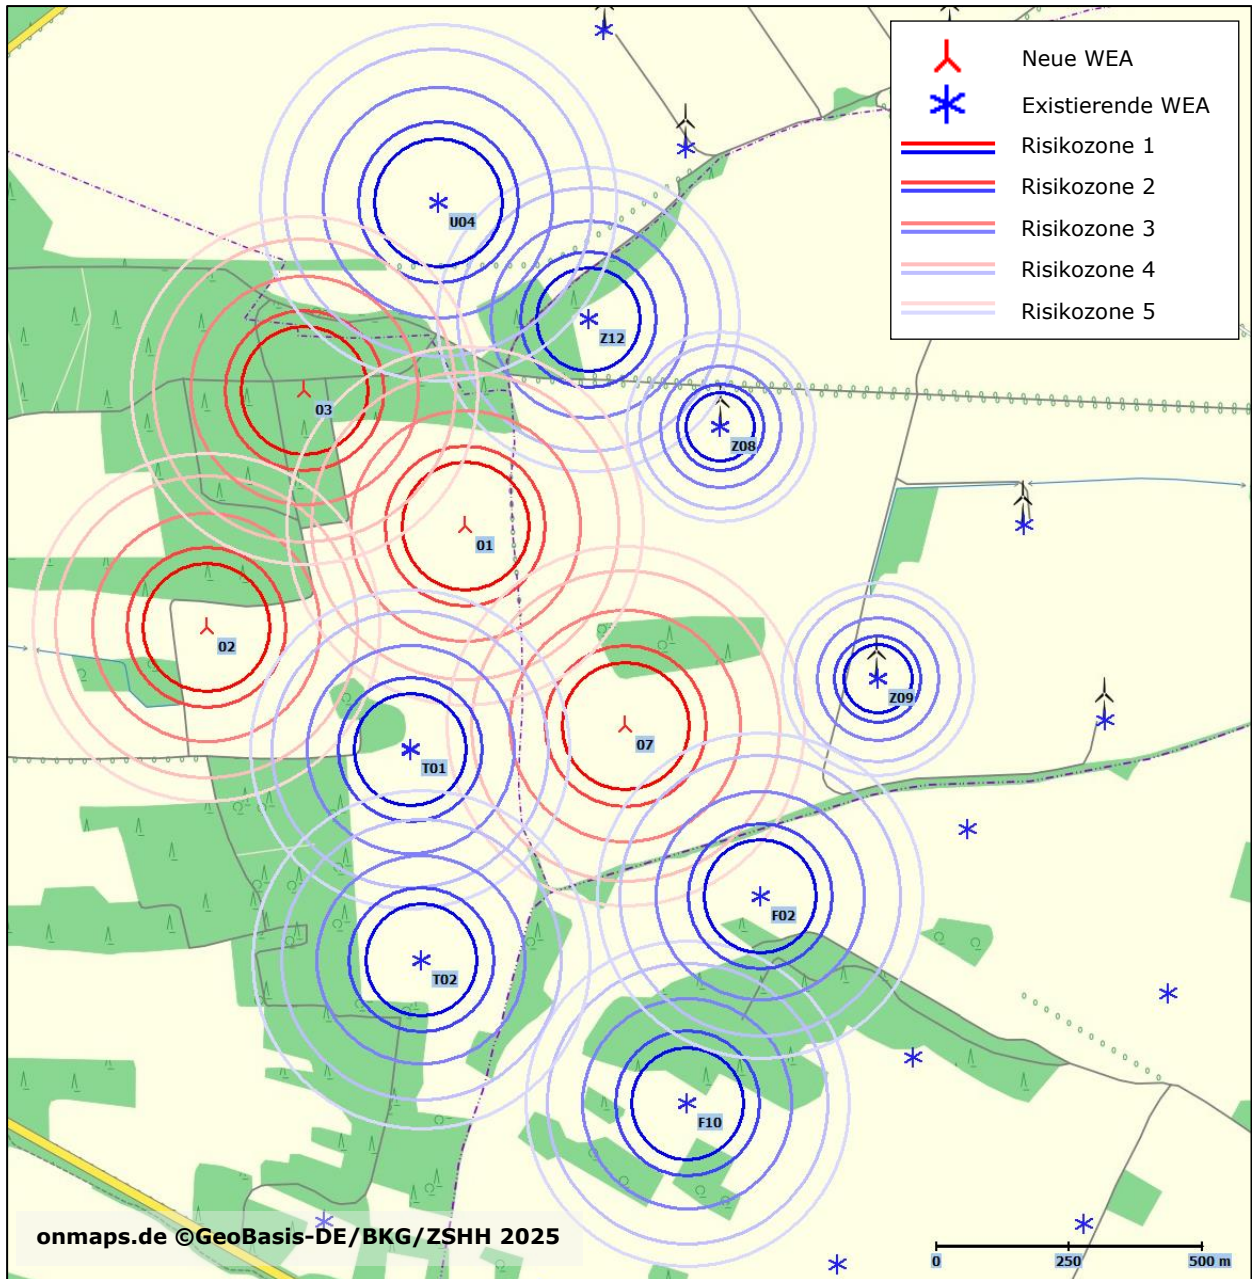 Neue WEA
Existierende WEA
Risikozone 1
Risikozone 2
Risikozone 3
Risikozone 4
Risikozone 5
U04
Z12
03
Z08
01
02
Z09
07
T01
F02
T02
F10
onmaps.de ©GeoBasis-DE/BKG/ZSHH 2025
0 250 500 m